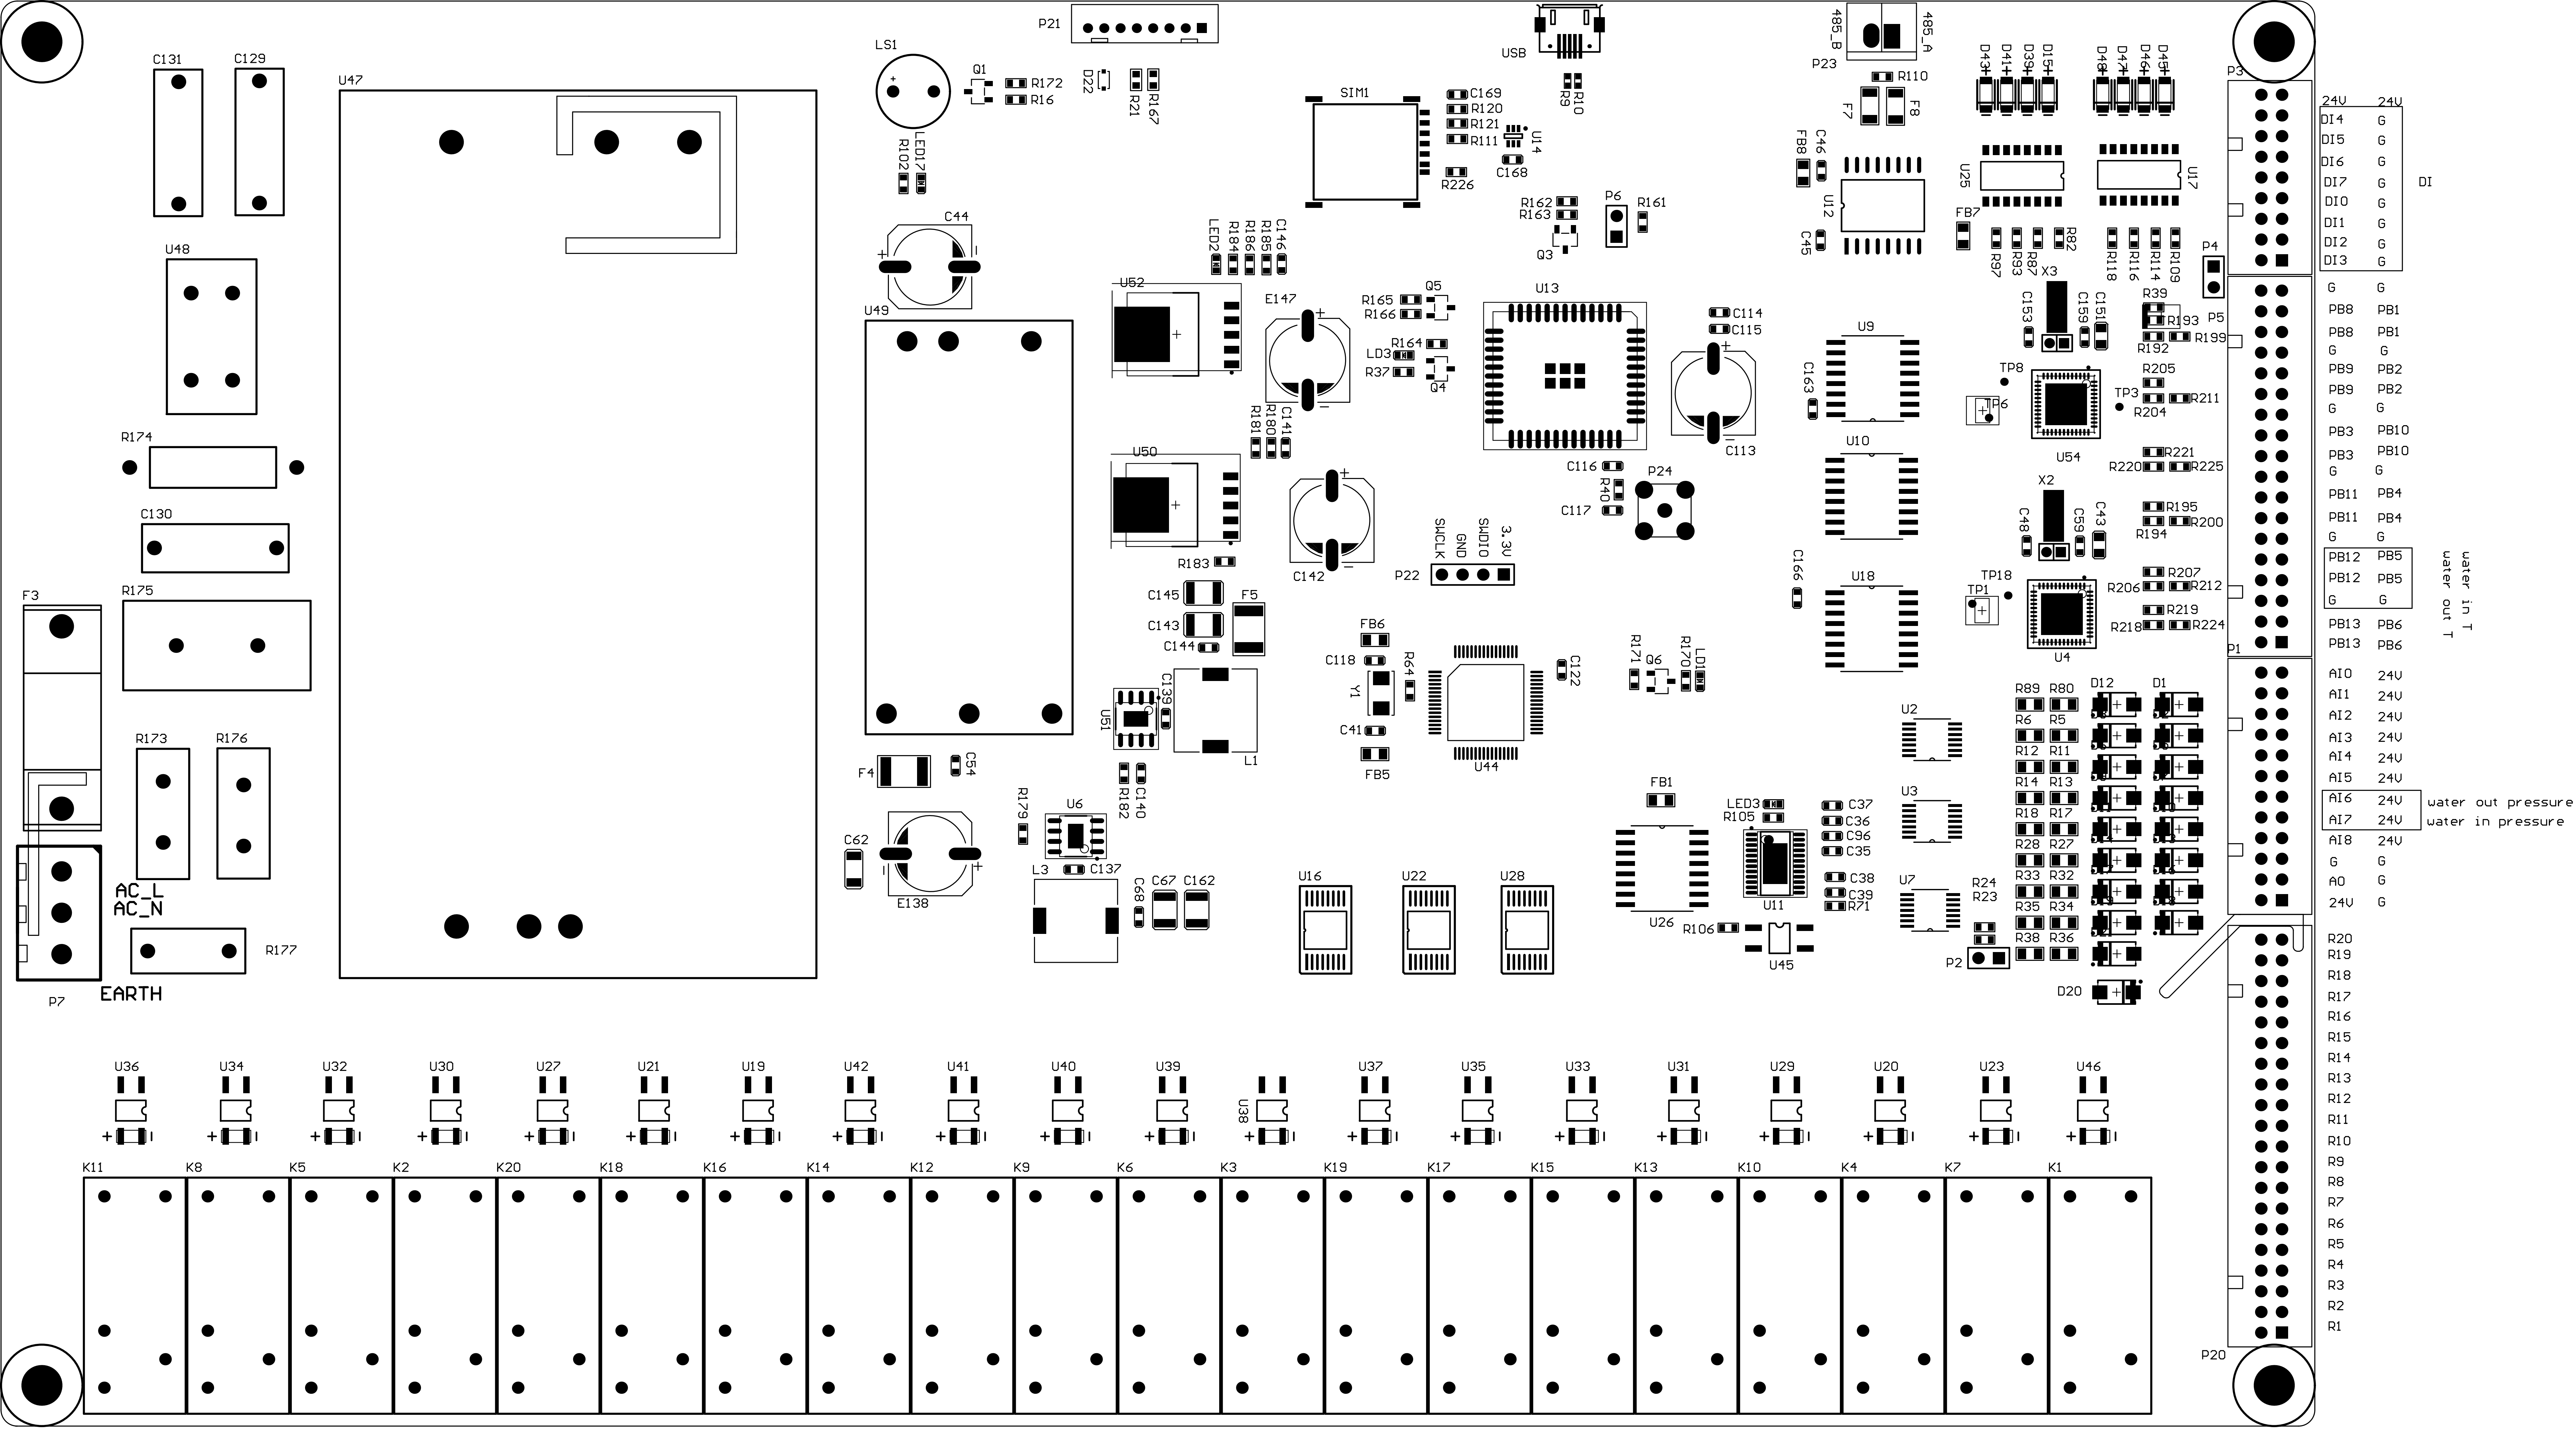 P21
USB
485_B
485_A
P23
C131
C129
U47
LS1
Q1
R172
R16
D22
R21
R167
SIM1
C169
R120
R121
R111
R226
U14
C168
R9
R10
R110
F7
F8
D43
D41
D39
D15
D48
D47
D46
D45
P3
24V 24V
DI4 G
DI5 G
DI6 G
DI7 G DI
DI0 G
DI1 G
DI2 G
DI3 G
R102
LED17
FB8
C46
U12
C45
U25
U17
FB7
R97
R93
R87
R82
R118
R116
R114
R109
P4
P5
R162
R163
Q3
P6
R161
C44
U48
U49
LED2
R184
R186
R185
C146
U52
E147
R165
R166
Q5
R164
LD3
R37
Q4
U13
C114
C115
C113
U9
C163
X3
C153
C159
C151
R39
R193
R192
R199
TP8
TP6
TP3
U54
R205
R204
R211
G G
PB8 PB1
PB8 PB1
G G
PB9 PB2
PB9 PB2
G G
PB3 PB10
PB3 PB10
G G
PB11 PB4
PB11 PB4
G G
PB12 PB5
PB12 PB5
G G
PB13 PB6
PB13 PB6
water in T
water out T
R174
C130
R175
F3
R181
R180
C141
U50
R183
C142
C116
R40
C117
P24
SWCLK
GND
SWDIO
3.3V
P22
U10
C166
U18
R221
R220
R225
X2
C48
C59
C43
R195
R194
R200
TP18
TP1
U4
R207
R206
R212
R219
R218
R224
P1
C145
C143
C144
F5
FB6
C118
Y1
R64
C41
FB5
U44
C122
R171
Q6
R170
LD1
U51
C139
L1
R182
C140
R173
R176
F4
C54
C62
E138
R179
U6
C137
L3
C68
C67
C162
U16
U22
U28
FB1
U26
LED3
R105
U11
C37
C36
C96
C35
C38
C39
R71
R106
U45
U2
U3
U7
R24
R23
P2
R89 R80
R6 R5
R12 R11
R14 R13
R18 R17
R28 R27
R33 R32
R35 R34
R38 R36
D12
D1
D20
AI0 24V
AI1 24V
AI2 24V
AI3 24V
AI4 24V
AI5 24V
AI6 24V water out pressure
AI7 24V water in pressure
AI8 24V
G G
AO G
24V G
AC_L
AC_N
R177
EARTH
P7
R20
R19
R18
R17
R16
R15
R14
R13
R12
R11
R10
R9
R8
R7
R6
R5
R4
R3
R2
R1
P20
U36 U34 U32 U30 U27 U21 U19 U42 U41 U40 U39 U38 U37 U35 U33 U31 U29 U20 U23 U46
K11 K8 K5 K2 K20 K18 K16 K14 K12 K9 K6 K3 K19 K17 K15 K13 K10 K4 K7 K1